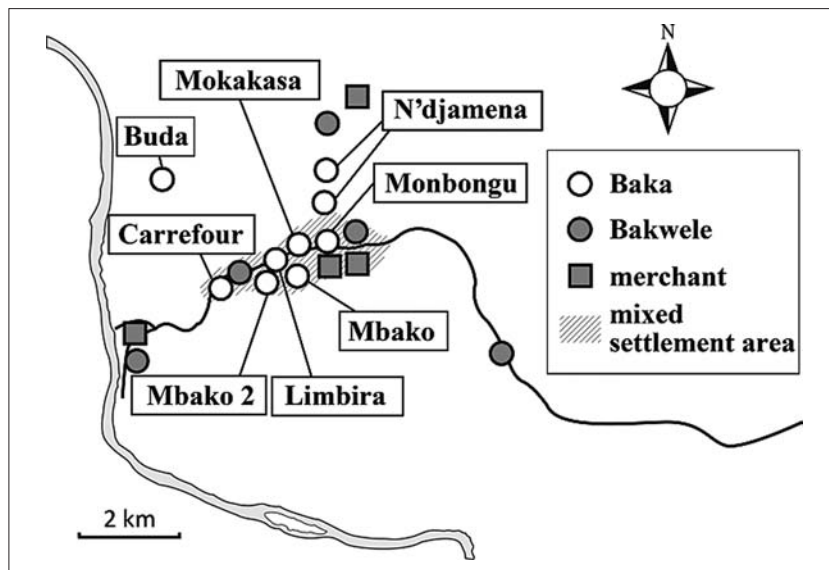 N
Mokakasa
N'djamena
Buda
Monbongu
Carrefour
Mbako
Mbako 2
Limbira
Baka
Bakwele
merchant
mixed
settlement area
2 km